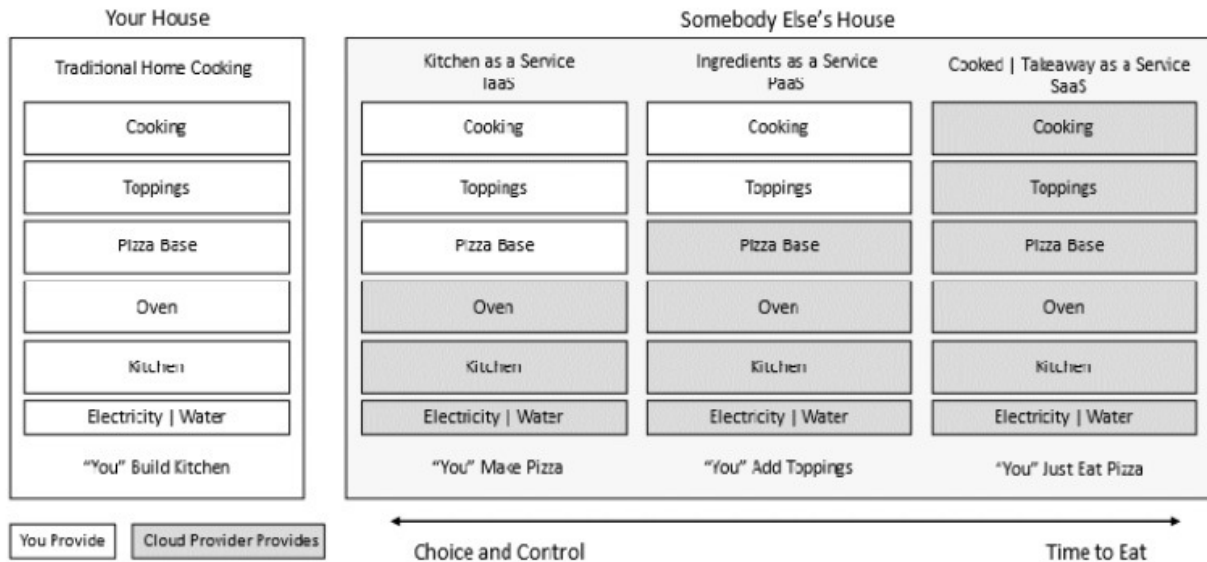 Your House
Somebody Else's House
Traditional Home Cooking
Cooking
Toppings
Pizza Base
Oven
Kitchen
Electricity | Water
“You” Build Kitchen
Kitchen as a Service
IaaS
Cooking
Toppings
Pizza Base
Oven
Kitchen
Electricity | Water
“You” Make Pizza
Ingredients as a Service
PaaS
Cooking
Toppings
Pizza Base
Oven
Kitchen
Electricity | Water
“You” Add Toppings
Cooked | Takeaway as a Service
SaaS
Cooking
Toppings
Pizza Base
Oven
Kitchen
Electricity | Water
“You” Just Eat Pizza
You Provide
Cloud Provider Provides
Choice and Control
Time to Eat